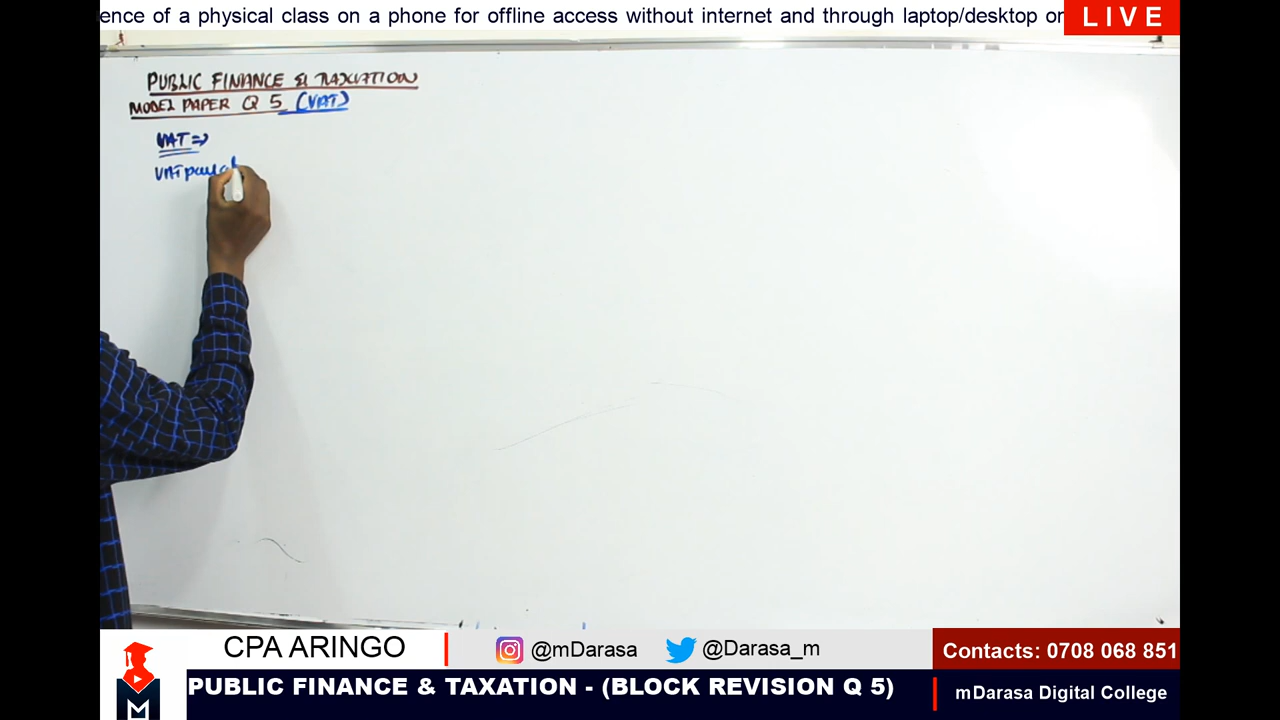 ence of a physical class on a phone for offline access without internet and through laptop/desktop or
LIVE
PUBLIC FINANCE & TAXATION
MODEL PAPER Q 5 (VAT)
VAT ⇒
VAT
CPA ARINGO
@mDarasa
@Darasa_m
Contacts: 0708 068 851
PUBLIC FINANCE & TAXATION - (BLOCK REVISION Q 5)
mDarasa Digital College
M